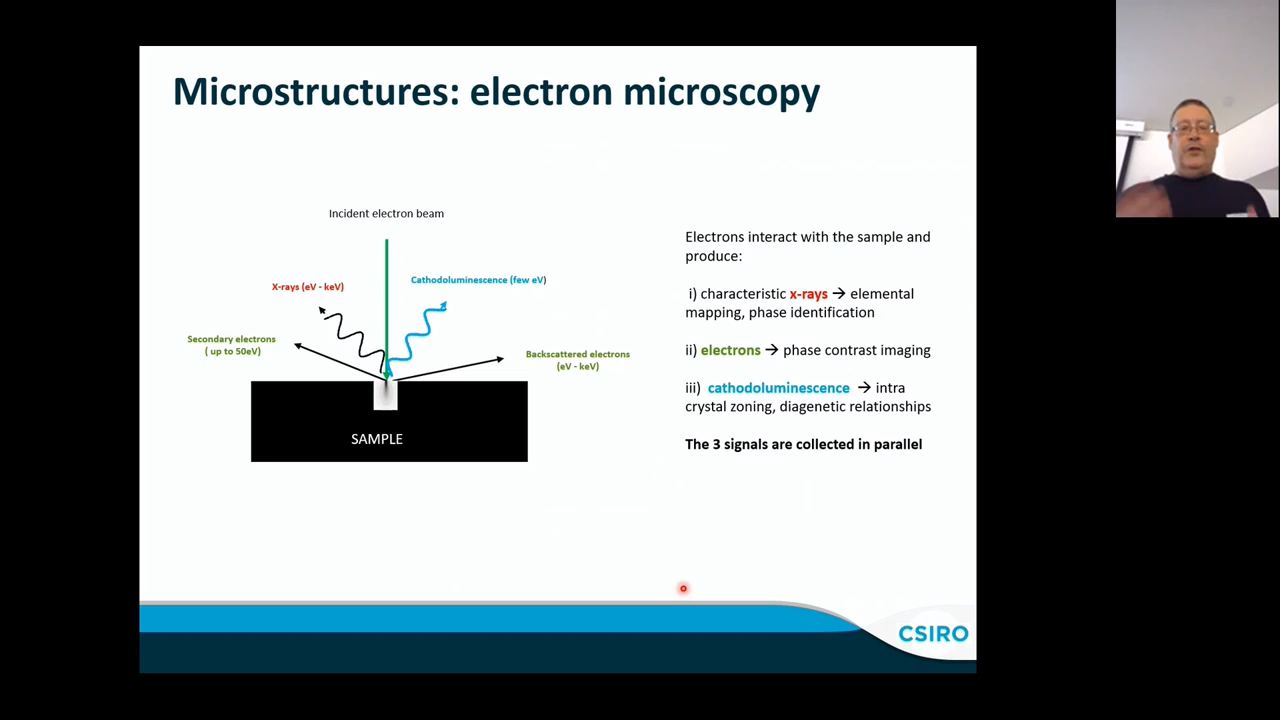 Microstructures: electron microscopy
Incident electron beam
X-rays (eV - keV)
Cathodoluminescence (few eV)
Secondary electrons
( up to 50eV)
Backscattered electrons
(eV - keV)
SAMPLE
Electrons interact with the sample and
produce:
i) characteristic x-rays → elemental
mapping, phase identification
ii) electrons → phase contrast imaging
iii) cathodoluminescence → intra
crystal zoning, diagenetic relationships
The 3 signals are collected in parallel
CSIRO